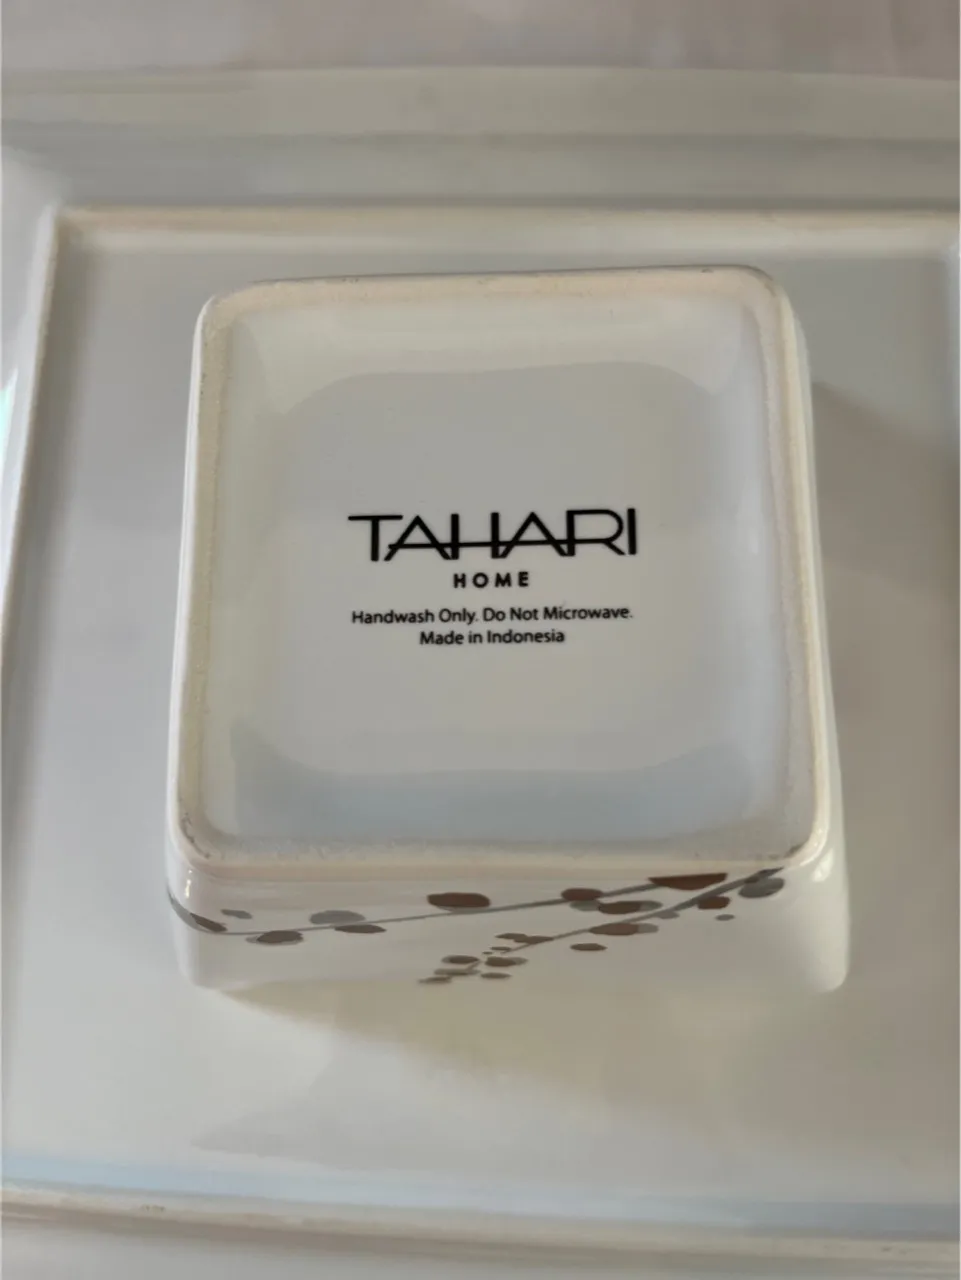 TAHARI
HOME
Handwash Only. Do Not Microwave.
Made in Indonesia